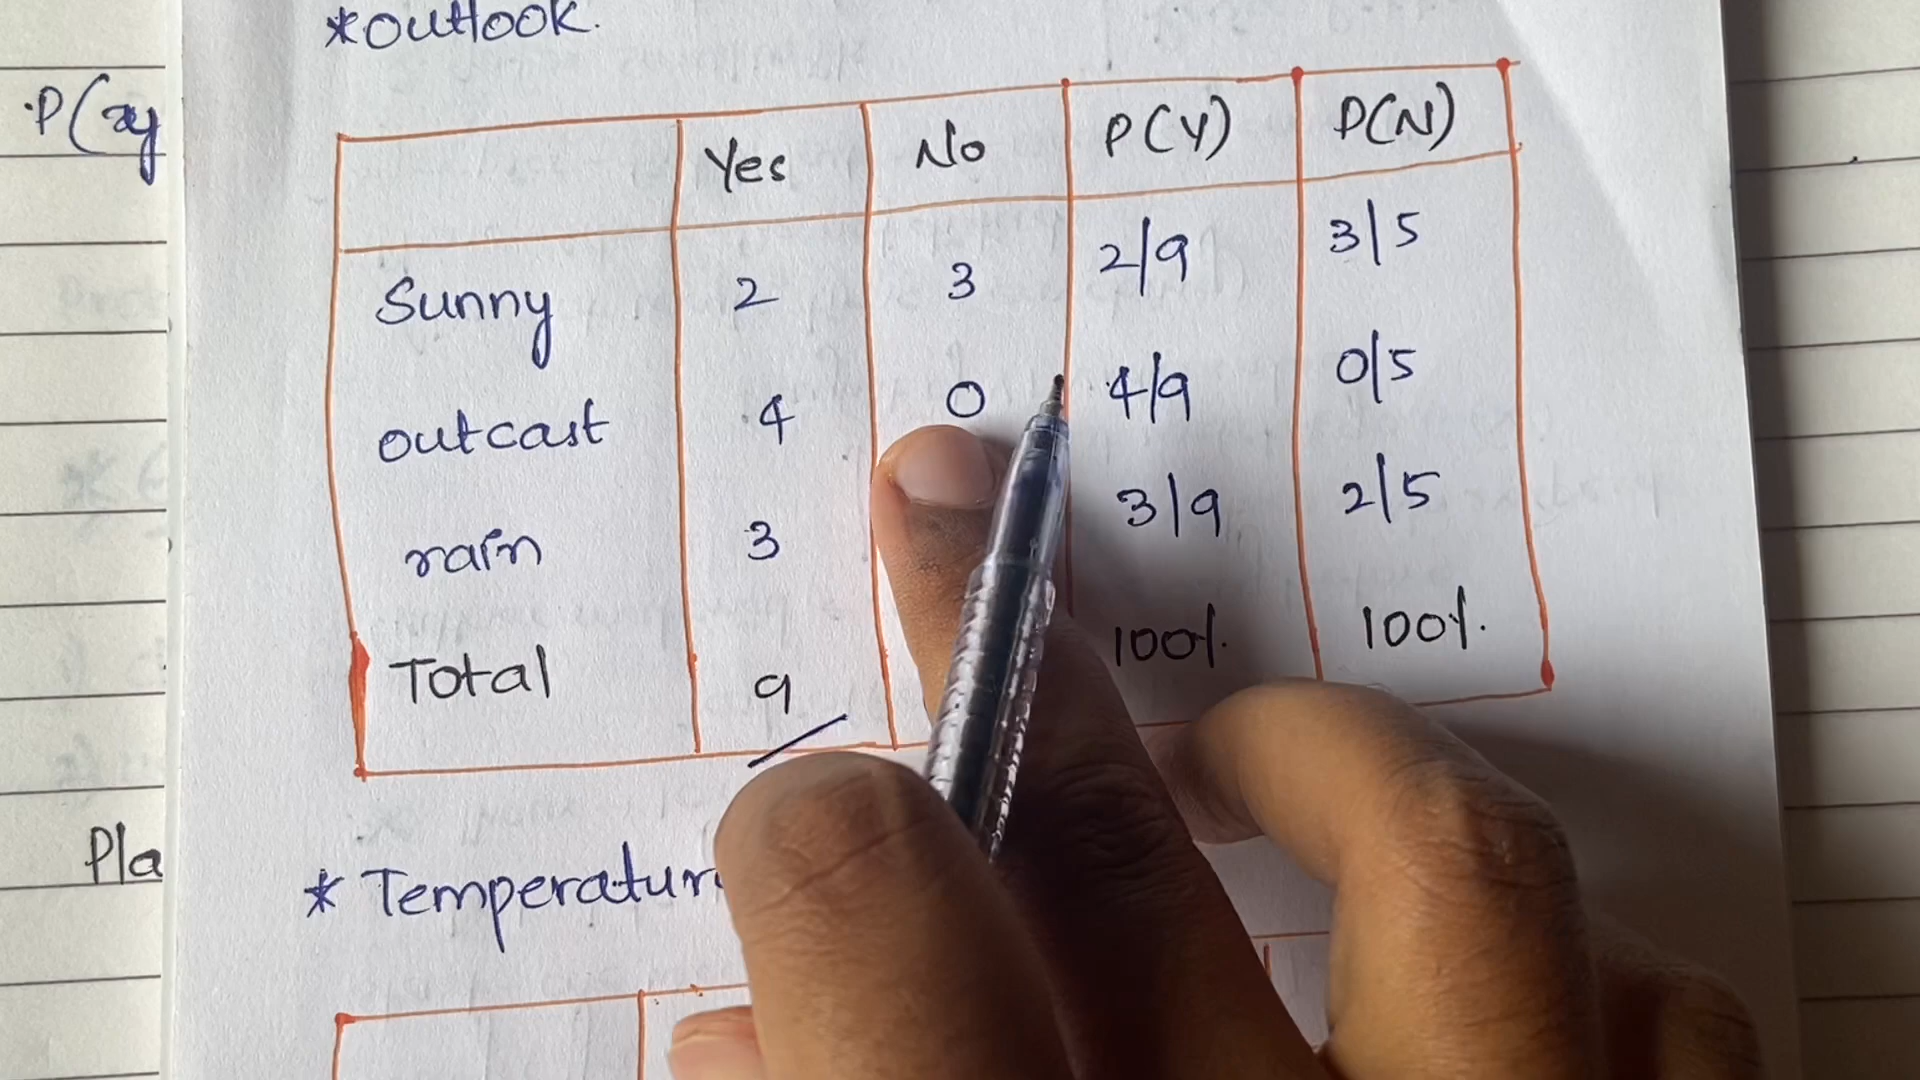 *outlook.
P(xy
Yes No P(Y) P(N)
Sunny 2 3 2/9 3/5
outcast 4 0 4/9 0/5
rain 3 3/9 2/5
Total 9 100% 100%
Pla
* Temperatur